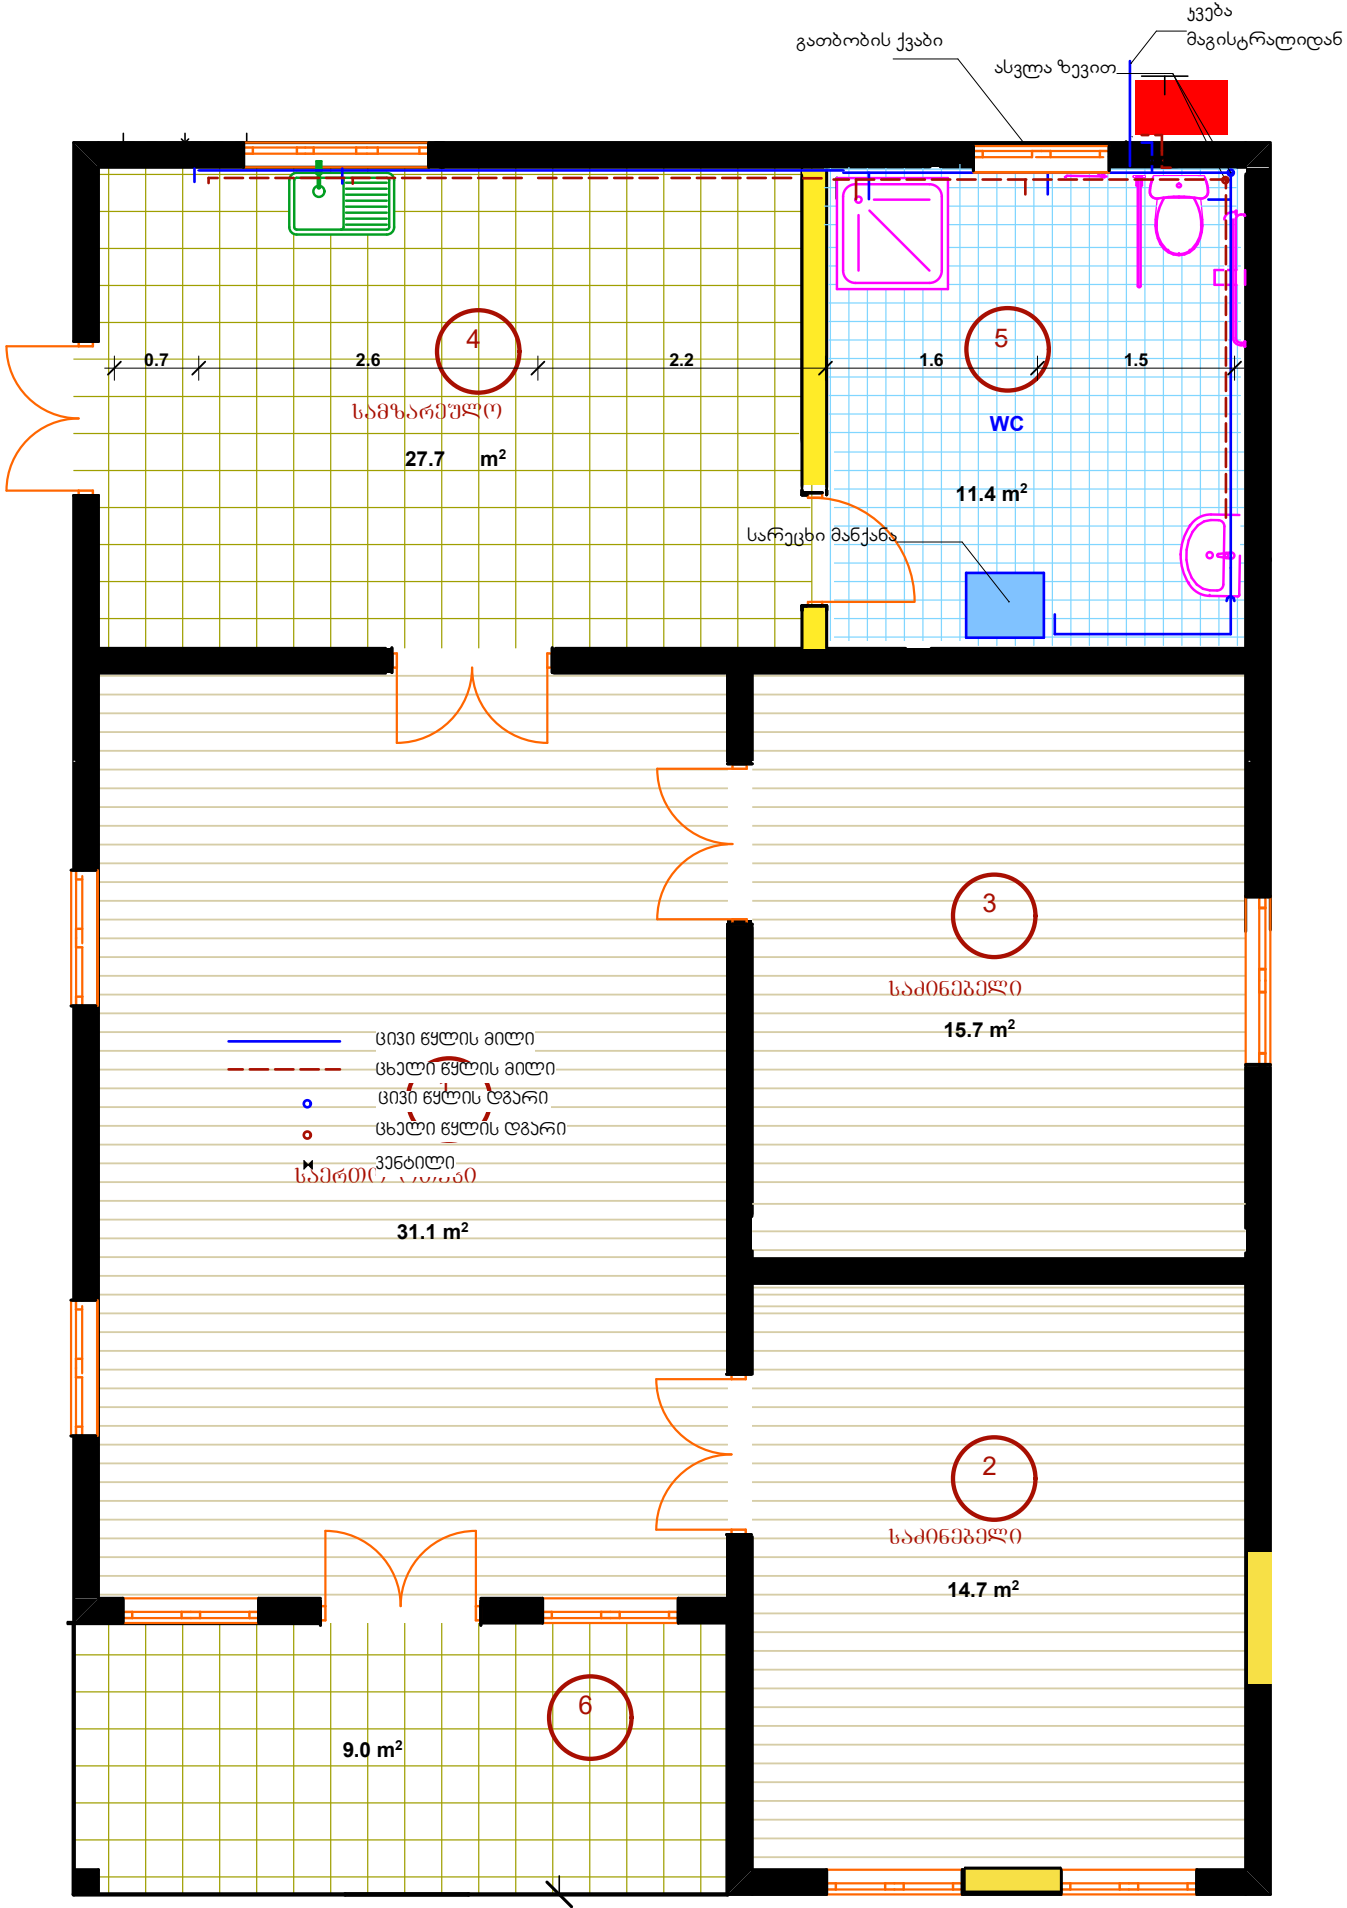 კვება
მაგისტრალიდან
გათბობის ქვაბი
ასვლა ზევით
4
5
0.7
2.6
2.2
1.6
1.5
სამზარეულო
WC
27.7 m²
11.4 m²
სარეცხი მანქანა
3
საძინებელი
15.7 m²
ცივი წყლის მილი
ცხელი წყლის მილი
ცივი წყლის დგარი
ცხელი წყლის დგარი
ვენტილი
31.1 m²
2
საძინებელი
14.7 m²
6
9.0 m²